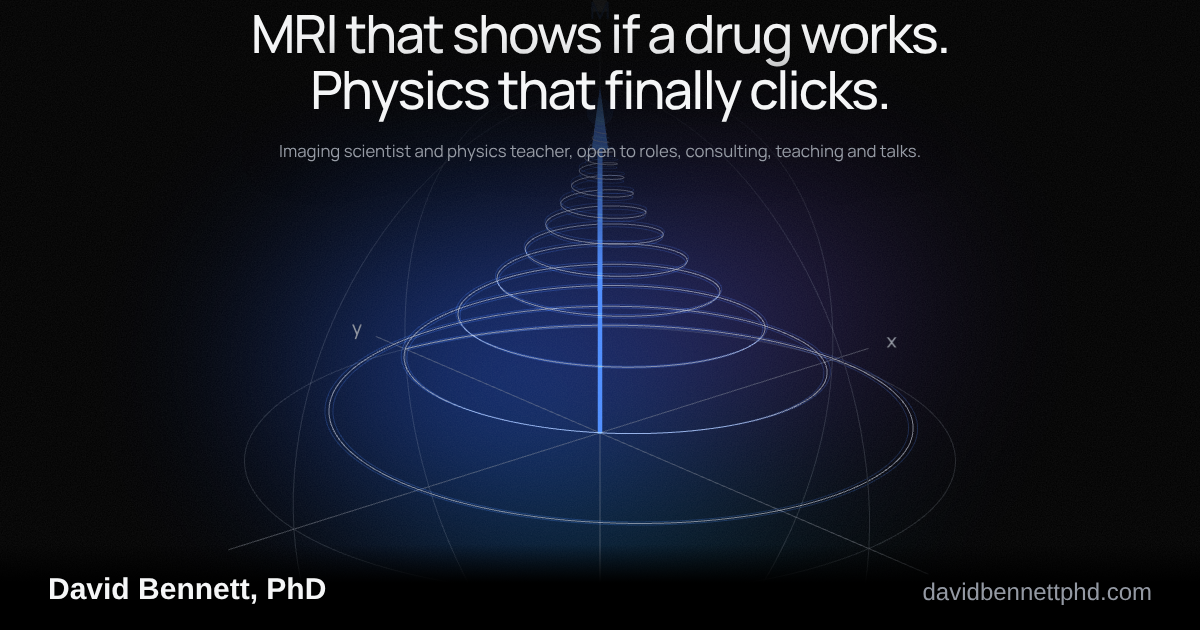 MRI that shows if a drug works.
Physics that finally clicks.
Imaging scientist and physics teacher, open to roles, consulting, teaching and talks.
y
x
David Bennett, PhD
davidbennettphd.com